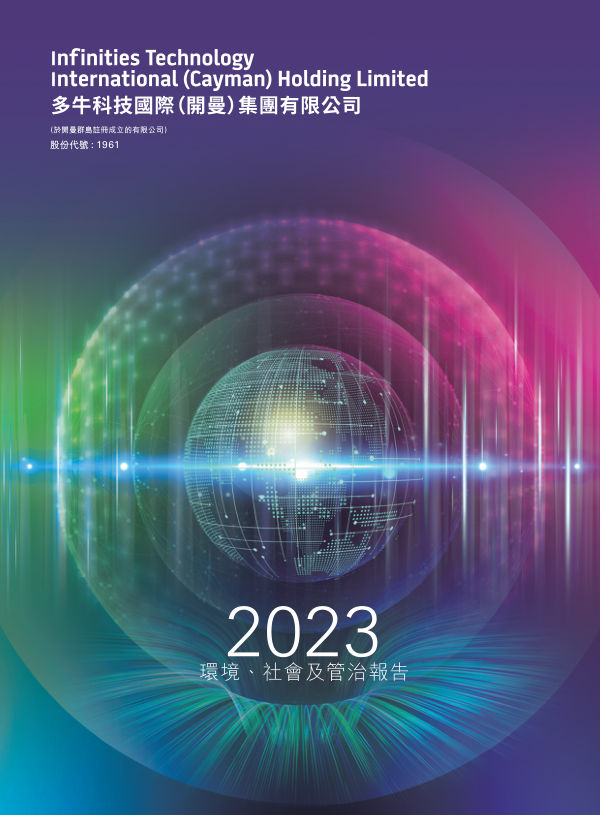 Infinities Technology
International (Cayman) Holding Limited
多牛科技國際（開曼）集團有限公司
（於開曼群島註冊成立的有限公司）
股份代號：1961
2023
環境、社會及管治報告